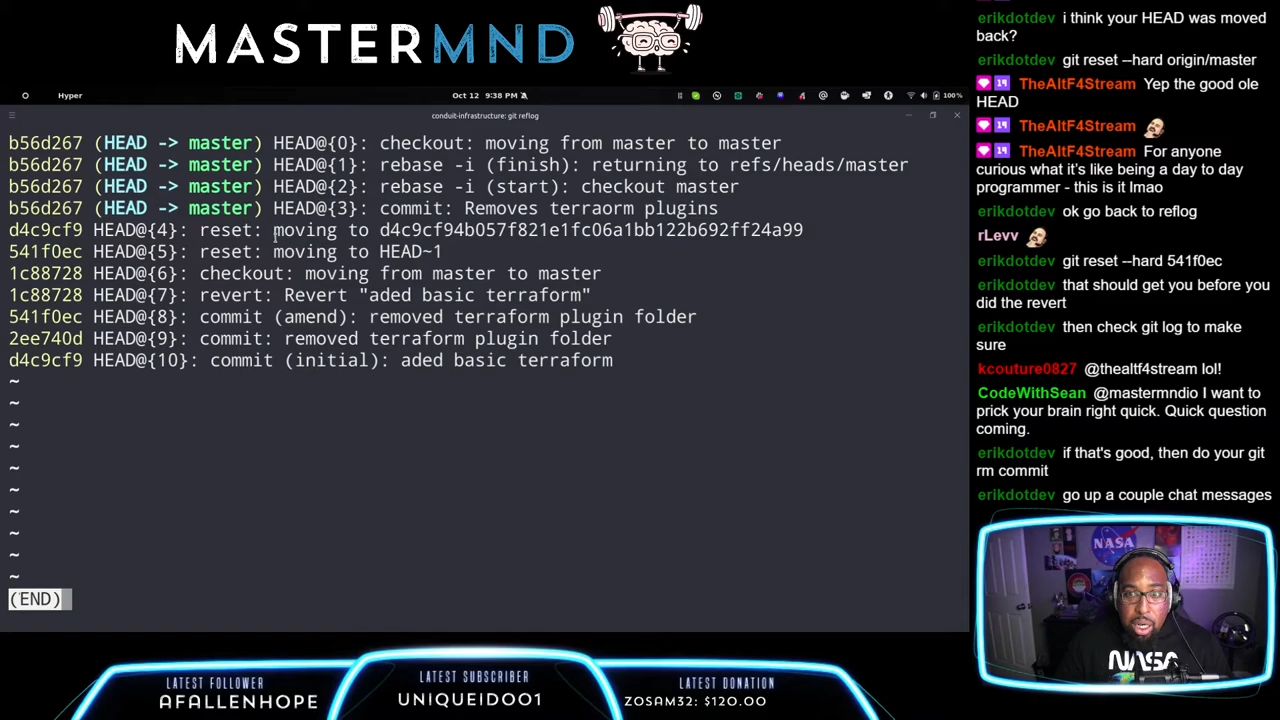 MASTERMND
Hyper
Oct 12 9:38 PM
100%
conduit-infrastructure: git reflog
b56d267 (HEAD -> master) HEAD@{0}: checkout: moving from master to master
b56d267 (HEAD -> master) HEAD@{1}: rebase -i (finish): returning to refs/heads/master
b56d267 (HEAD -> master) HEAD@{2}: rebase -i (start): checkout master
b56d267 (HEAD -> master) HEAD@{3}: commit: Removes terraorm plugins
d4c9cf9 HEAD@{4}: reset: moving to d4c9cf94b057f821e1fc06a1bb122b692ff24a99
541f0ec HEAD@{5}: reset: moving to HEAD~1
1c88728 HEAD@{6}: checkout: moving from master to master
1c88728 HEAD@{7}: revert: Revert "aded basic terraform"
541f0ec HEAD@{8}: commit (amend): removed terraform plugin folder
2ee740d HEAD@{9}: commit: removed terraform plugin folder
d4c9cf9 HEAD@{10}: commit (initial): aded basic terraform
~
~
~
~
~
~
~
~
~
~
(END)
erikdotdev i think your HEAD was moved
back?
erikdotdev git reset --hard origin/master
TheAltF4Stream Yep the good ole
HEAD
TheAltF4Stream
TheAltF4Stream For anyone
curious what it's like being a day to day
programmer - this is it lmao
erikdotdev ok go back to reflog
rLevv
erikdotdev git reset --hard 541f0ec
erikdotdev that should get you before you
did the revert
erikdotdev then check git log to make
sure
kcouture0827 @thealtf4stream lol!
CodeWithSean @mastermndio I want to
prick your brain right quick. Quick question
coming.
erikdotdev if that's good, then do your git
rm commit
erikdotdev go up a couple chat messages
NASA
NASA
LATEST FOLLOWER
AFALLENHOPE
LATEST SUBSCRIBER
UNIQUEID001
LATEST DONATION
ZOSAM32: $120.00